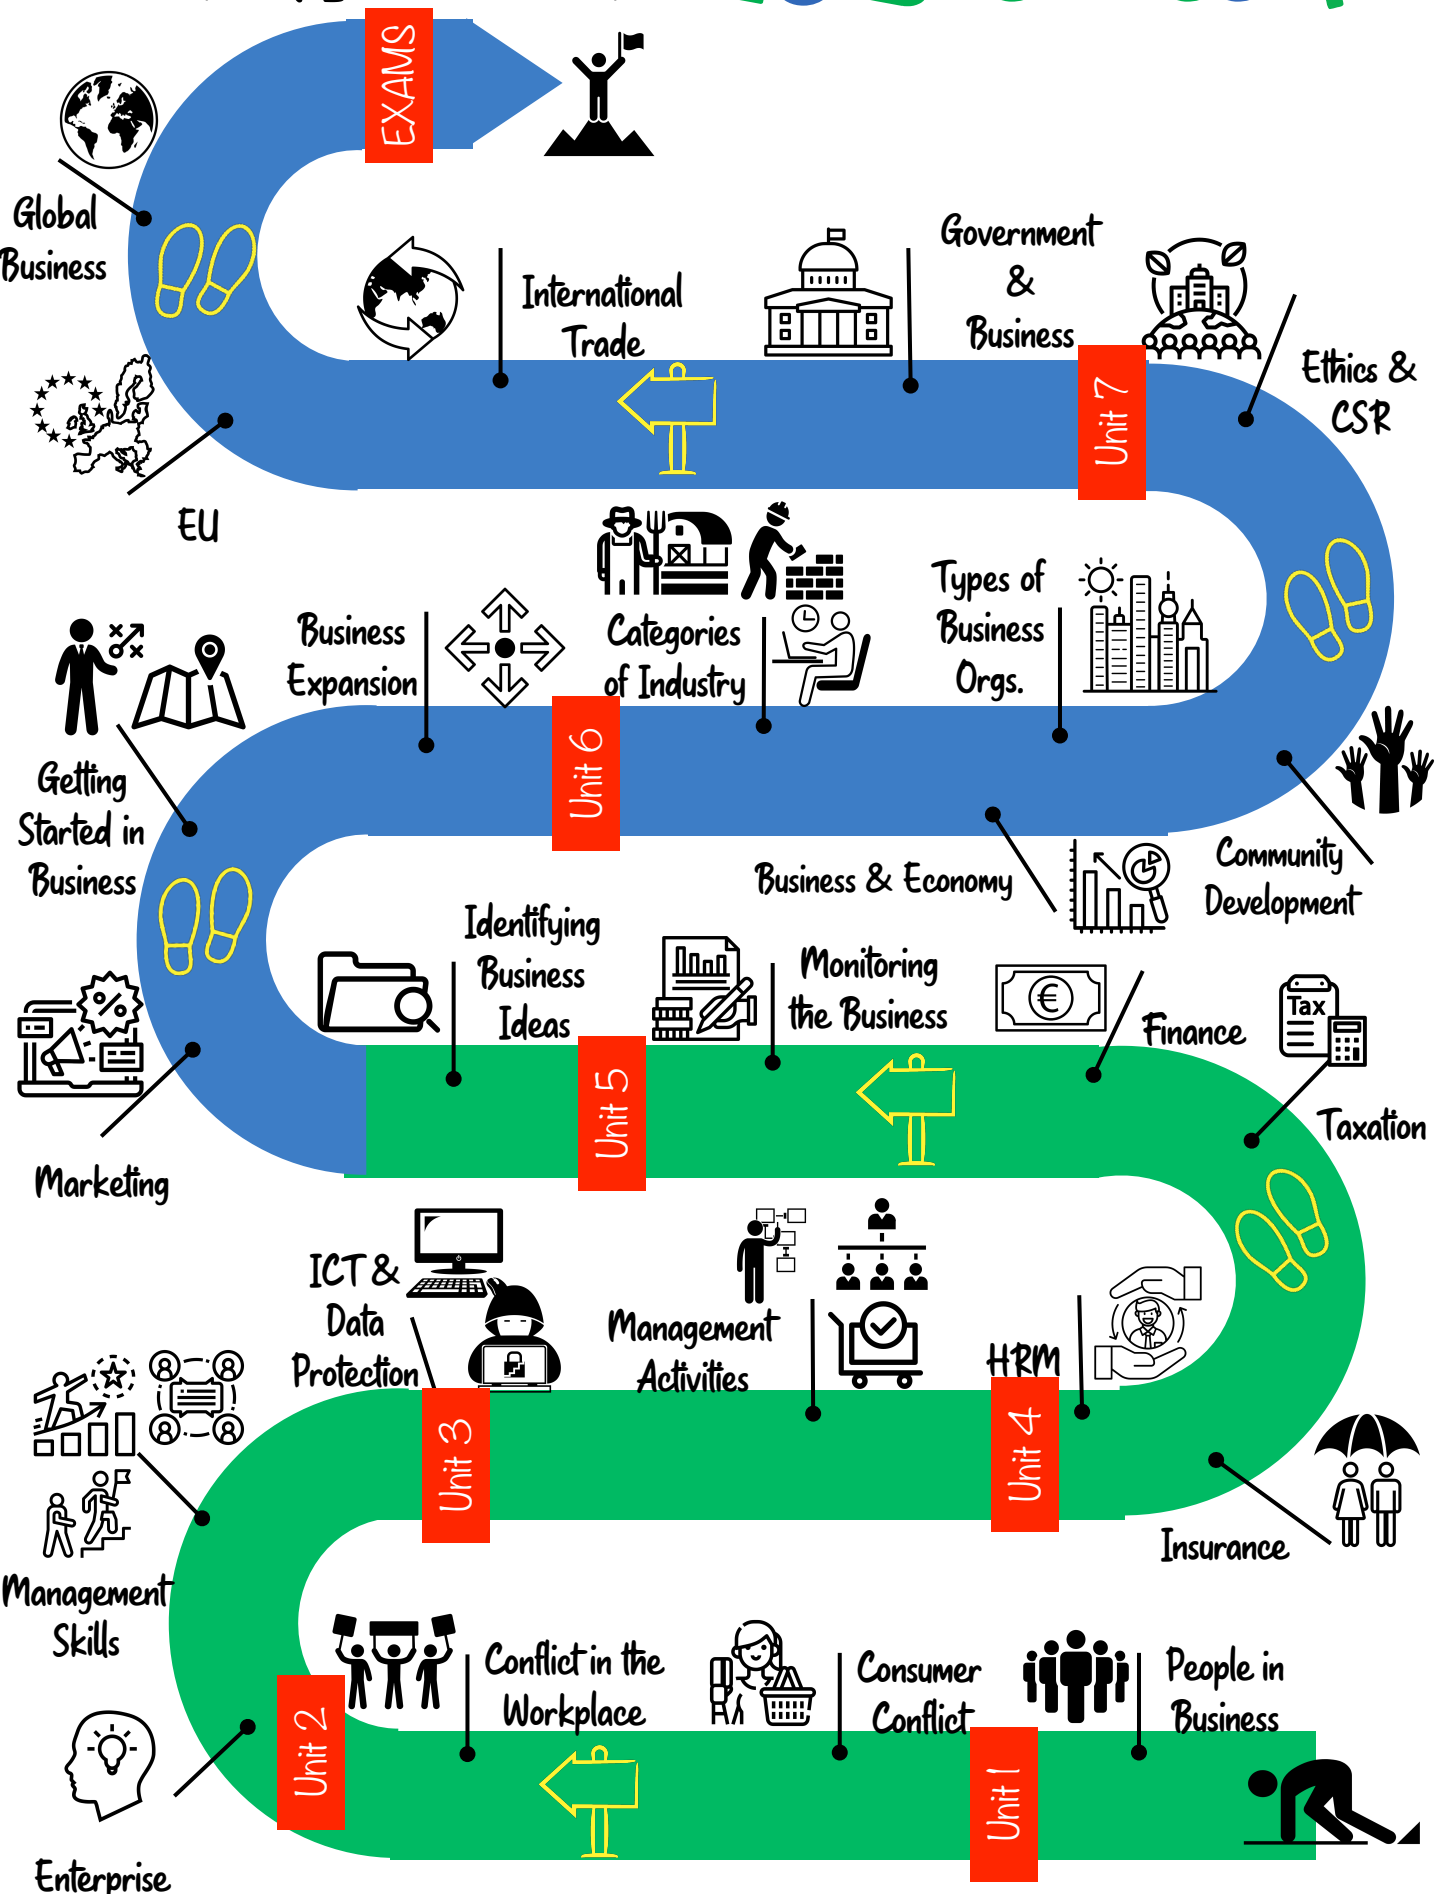 EXAMS
Global
Business
International
Trade
Government
&
Business
Ethics &
CSR
Unit 7
EU
Business
Expansion
Categories
of Industry
Types of
Business
Orgs.
Unit 6
Getting
Started in
Business
Business & Economy
Community
Development
Identifying
Business
Ideas
Monitoring
the Business
€
Finance
Tax
Taxation
Unit 5
%
Marketing
ICT &
Data
Protection
Management
Activities
HRM
Unit 3
Unit 4
Management
Skills
Insurance
Conflict in the
Workplace
Consumer
Conflict
People in
Business
Unit 2
Unit 1
Enterprise